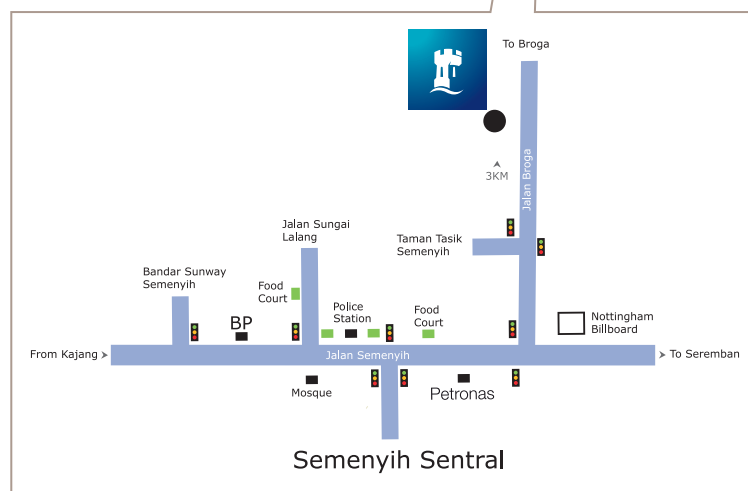 To Broga
Jalan Broga
3KM
Jalan Sungai
Lalang
Taman Tasik
Semenyih
Bandar Sunway
Semenyih
Food
Court
BP
Police
Station
Food
Court
Nottingham
Billboard
From Kajang
Jalan Semenyih
To Seremban
Mosque
Petronas
Semenyih Sentral